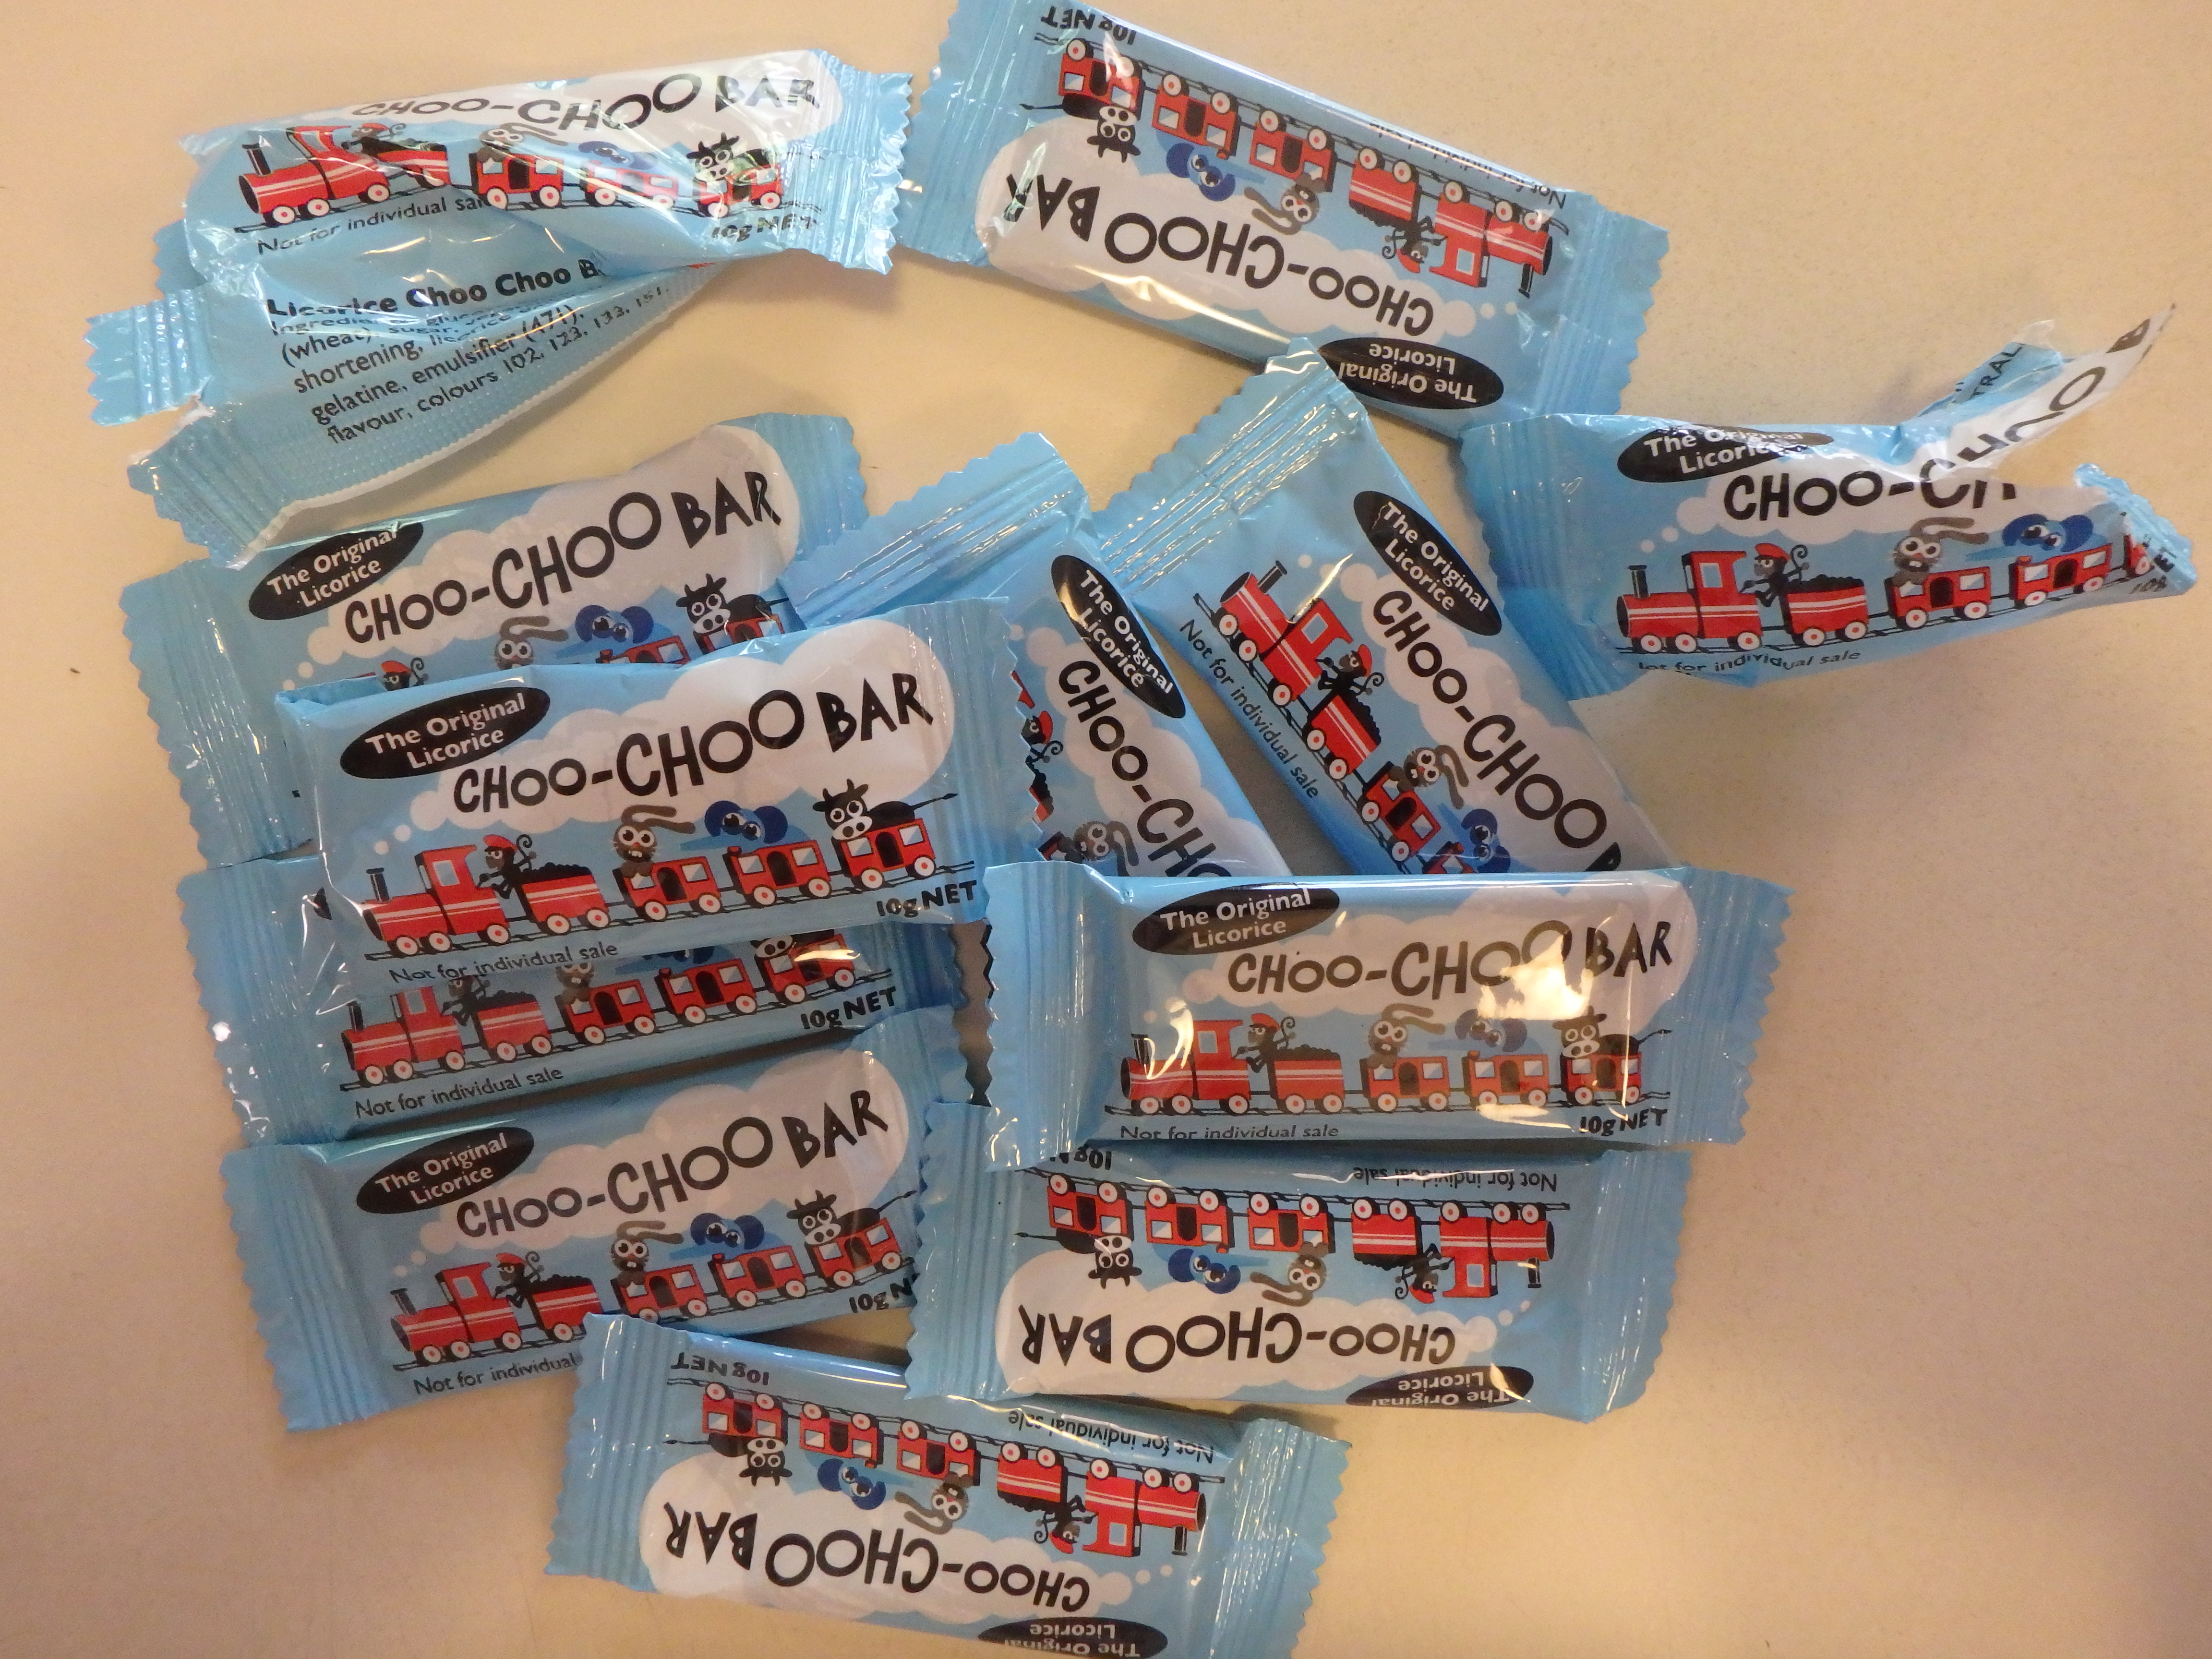 CHOO-CHOO BAR
Not for individual sale
10g NET
Licorice Choo Choo
(wheat), sugar,
shortening,
gelatine, emulsifier (471),
flavour, colours 102, 123, 133, 151.
10g NET
Not for individual sale
CHOO-CHOO BAR
The Original
Licorice
The Original
Licorice
CHOO-
CHOO
Not for individual sale
10g
The Original
Licorice
CHOO-CHOO BAR
The Original
Licorice
CHOO-CHOO BAR
10g NET
Not for individual sale
The Original
Licorice
CHOO-
The Original
Licorice
CHOO-CHOO
Not for individual sale
10g NET
Not for individual sale
The Original
Licorice
CHOO-CHOO BAR
10g NET
Not for individual sale
The Original
Licorice
CHOO-CHOO BAR
10g
Not for individual
10g
Not for individual sale
CHOO-CHOO BAR
The Original
Licorice
10g NET
Not for individual sale
CHOO-CHOO BAR
The Original
Licorice